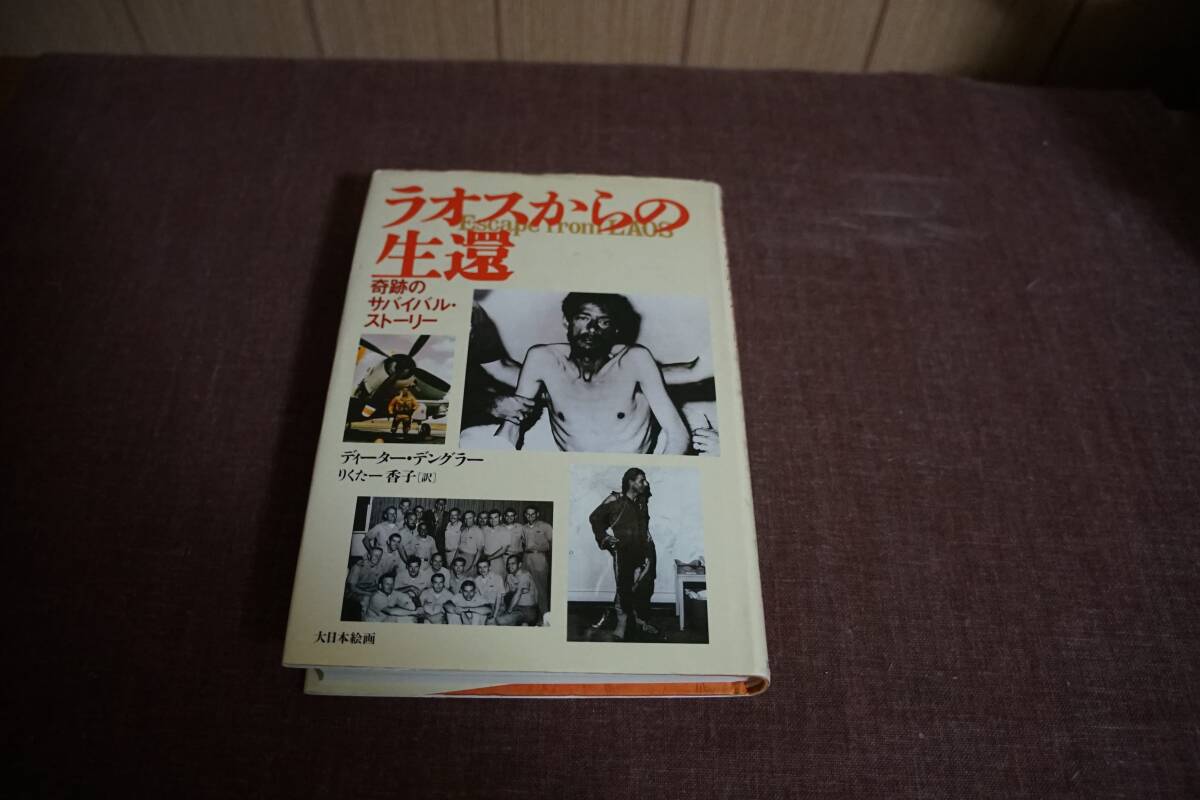 ラオスからの
Escape from LAOS
生還
奇跡の
サバイバル・
ストーリー
ディーター・デングラー
りくたー香子〔訳〕
大日本絵画